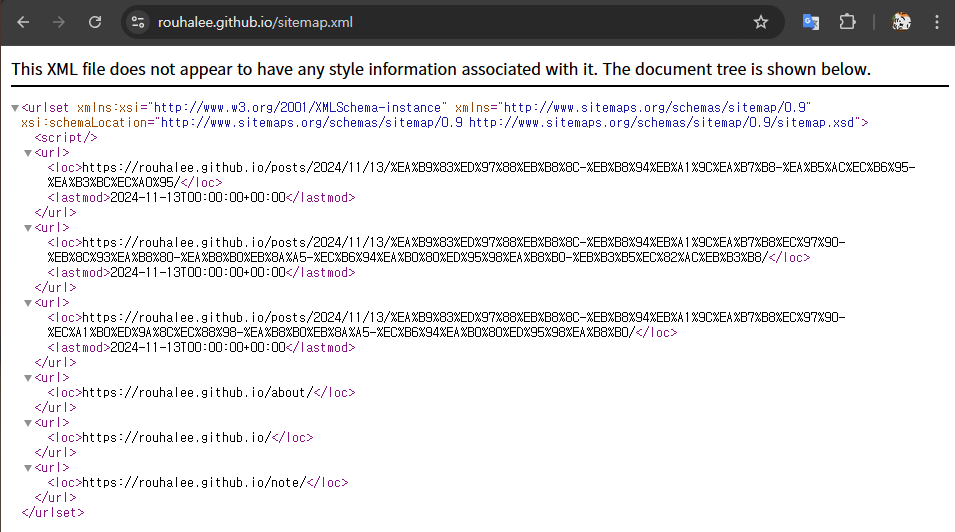 rouhalee.github.io/sitemap.xml
This XML file does not appear to have any style information associated with it. The document tree is shown below.
<urlset xmlns:xsi="http://www.w3.org/2001/XMLSchema-instance" xmlns="http://www.sitemaps.org/schemas/sitemap/0.9"
xsi:schemaLocation="http://www.sitemaps.org/schemas/sitemap/0.9 http://www.sitemaps.org/schemas/sitemap/0.9/sitemap.xsd">
<script/>
<url>
<loc>https://rouhalee.github.io/posts/2024/11/13/%EA%B9%83%ED%97%88%EB%B8%8C-%EB%B8%94%EB%A1%9C%EA%B7%B8-%EA%B5%AC%EC%B6%95-
%EA%B3%BC%EC%A0%95/</loc>
<lastmod>2024-11-13T00:00:00+00:00</lastmod>
</url>
<url>
<loc>https://rouhalee.github.io/posts/2024/11/13/%EA%B9%83%ED%97%88%EB%B8%8C-%EB%B8%94%EB%A1%9C%EA%B7%B8%EC%97%90-
%EB%8C%93%EA%B8%80-%EA%B8%B0%EB%8A%A5-%EC%B6%94%EA%B0%80%ED%95%98%EA%B8%B0-%EB%B3%B5%EC%82%AC%EB%B3%B8/</loc>
<lastmod>2024-11-13T00:00:00+00:00</lastmod>
</url>
<url>
<loc>https://rouhalee.github.io/posts/2024/11/13/%EA%B9%83%ED%97%88%EB%B8%8C-%EB%B8%94%EB%A1%9C%EA%B7%B8%EC%97%90-
%EC%A1%B0%ED%9A%8C%EC%88%98-%EA%B8%B0%EB%8A%A5-%EC%B6%94%EA%B0%80%ED%95%98%EA%B8%B0/</loc>
<lastmod>2024-11-13T00:00:00+00:00</lastmod>
</url>
<url>
<loc>https://rouhalee.github.io/about/</loc>
</url>
<url>
<loc>https://rouhalee.github.io/</loc>
</url>
<url>
<loc>https://rouhalee.github.io/note/</loc>
</url>
</urlset>